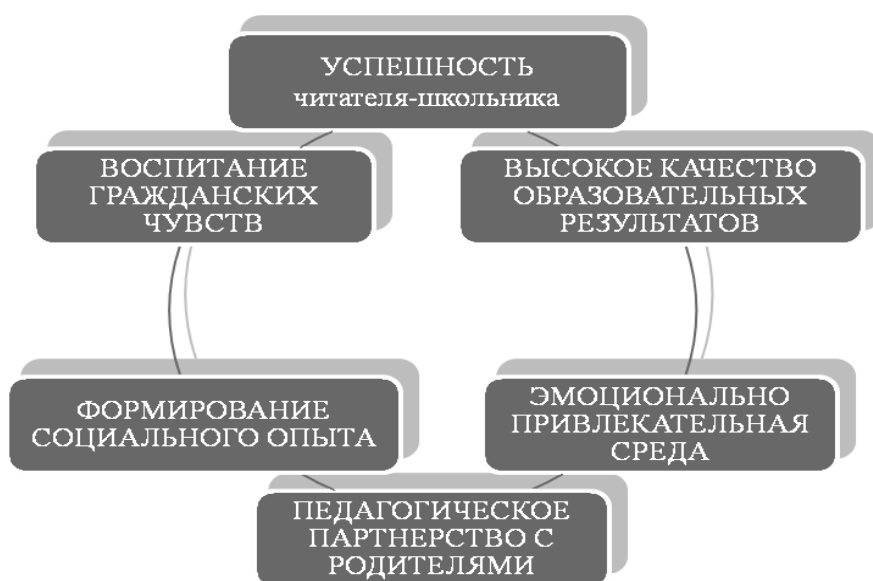 УСПЕШНОСТЬ
читателя-школьника
ВОСПИТАНИЕ
ГРАЖДАНСКИХ
ЧУВСТВ
ВЫСОКОЕ КАЧЕСТВО
ОБРАЗОВАТЕЛЬНЫХ
РЕЗУЛЬТАТОВ
ФОРМИРОВАНИЕ
СОЦИАЛЬНОГО ОПЫТА
ЭМОЦИОНАЛЬНО
ПРИВЛЕКАТЕЛЬНАЯ
СРЕДА
ПЕДАГОГИЧЕСКОЕ
ПАРТНЕРСТВО С
РОДИТЕЛЯМИ